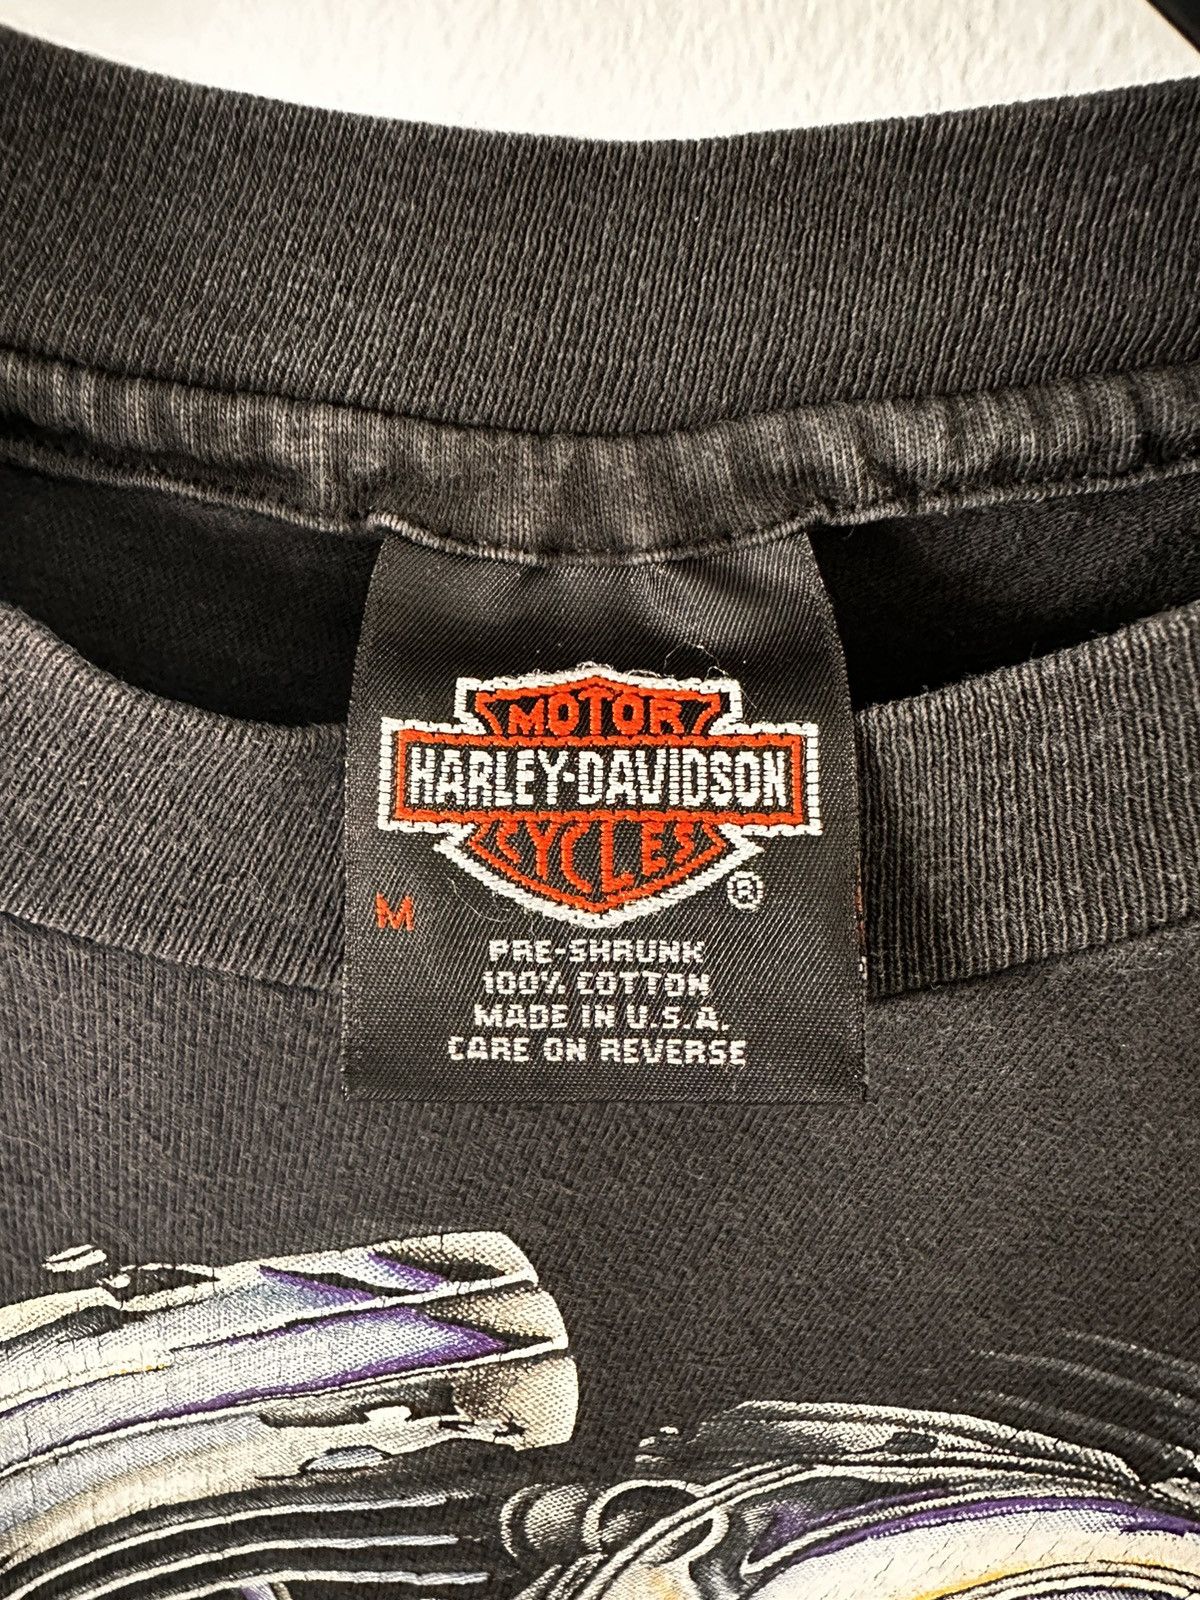 MOTOR
HARLEY-DAVIDSON
CYCLES
®
M
PRE-SHRUNK
100% COTTON
MADE IN U.S.A.
CARE ON REVERSE